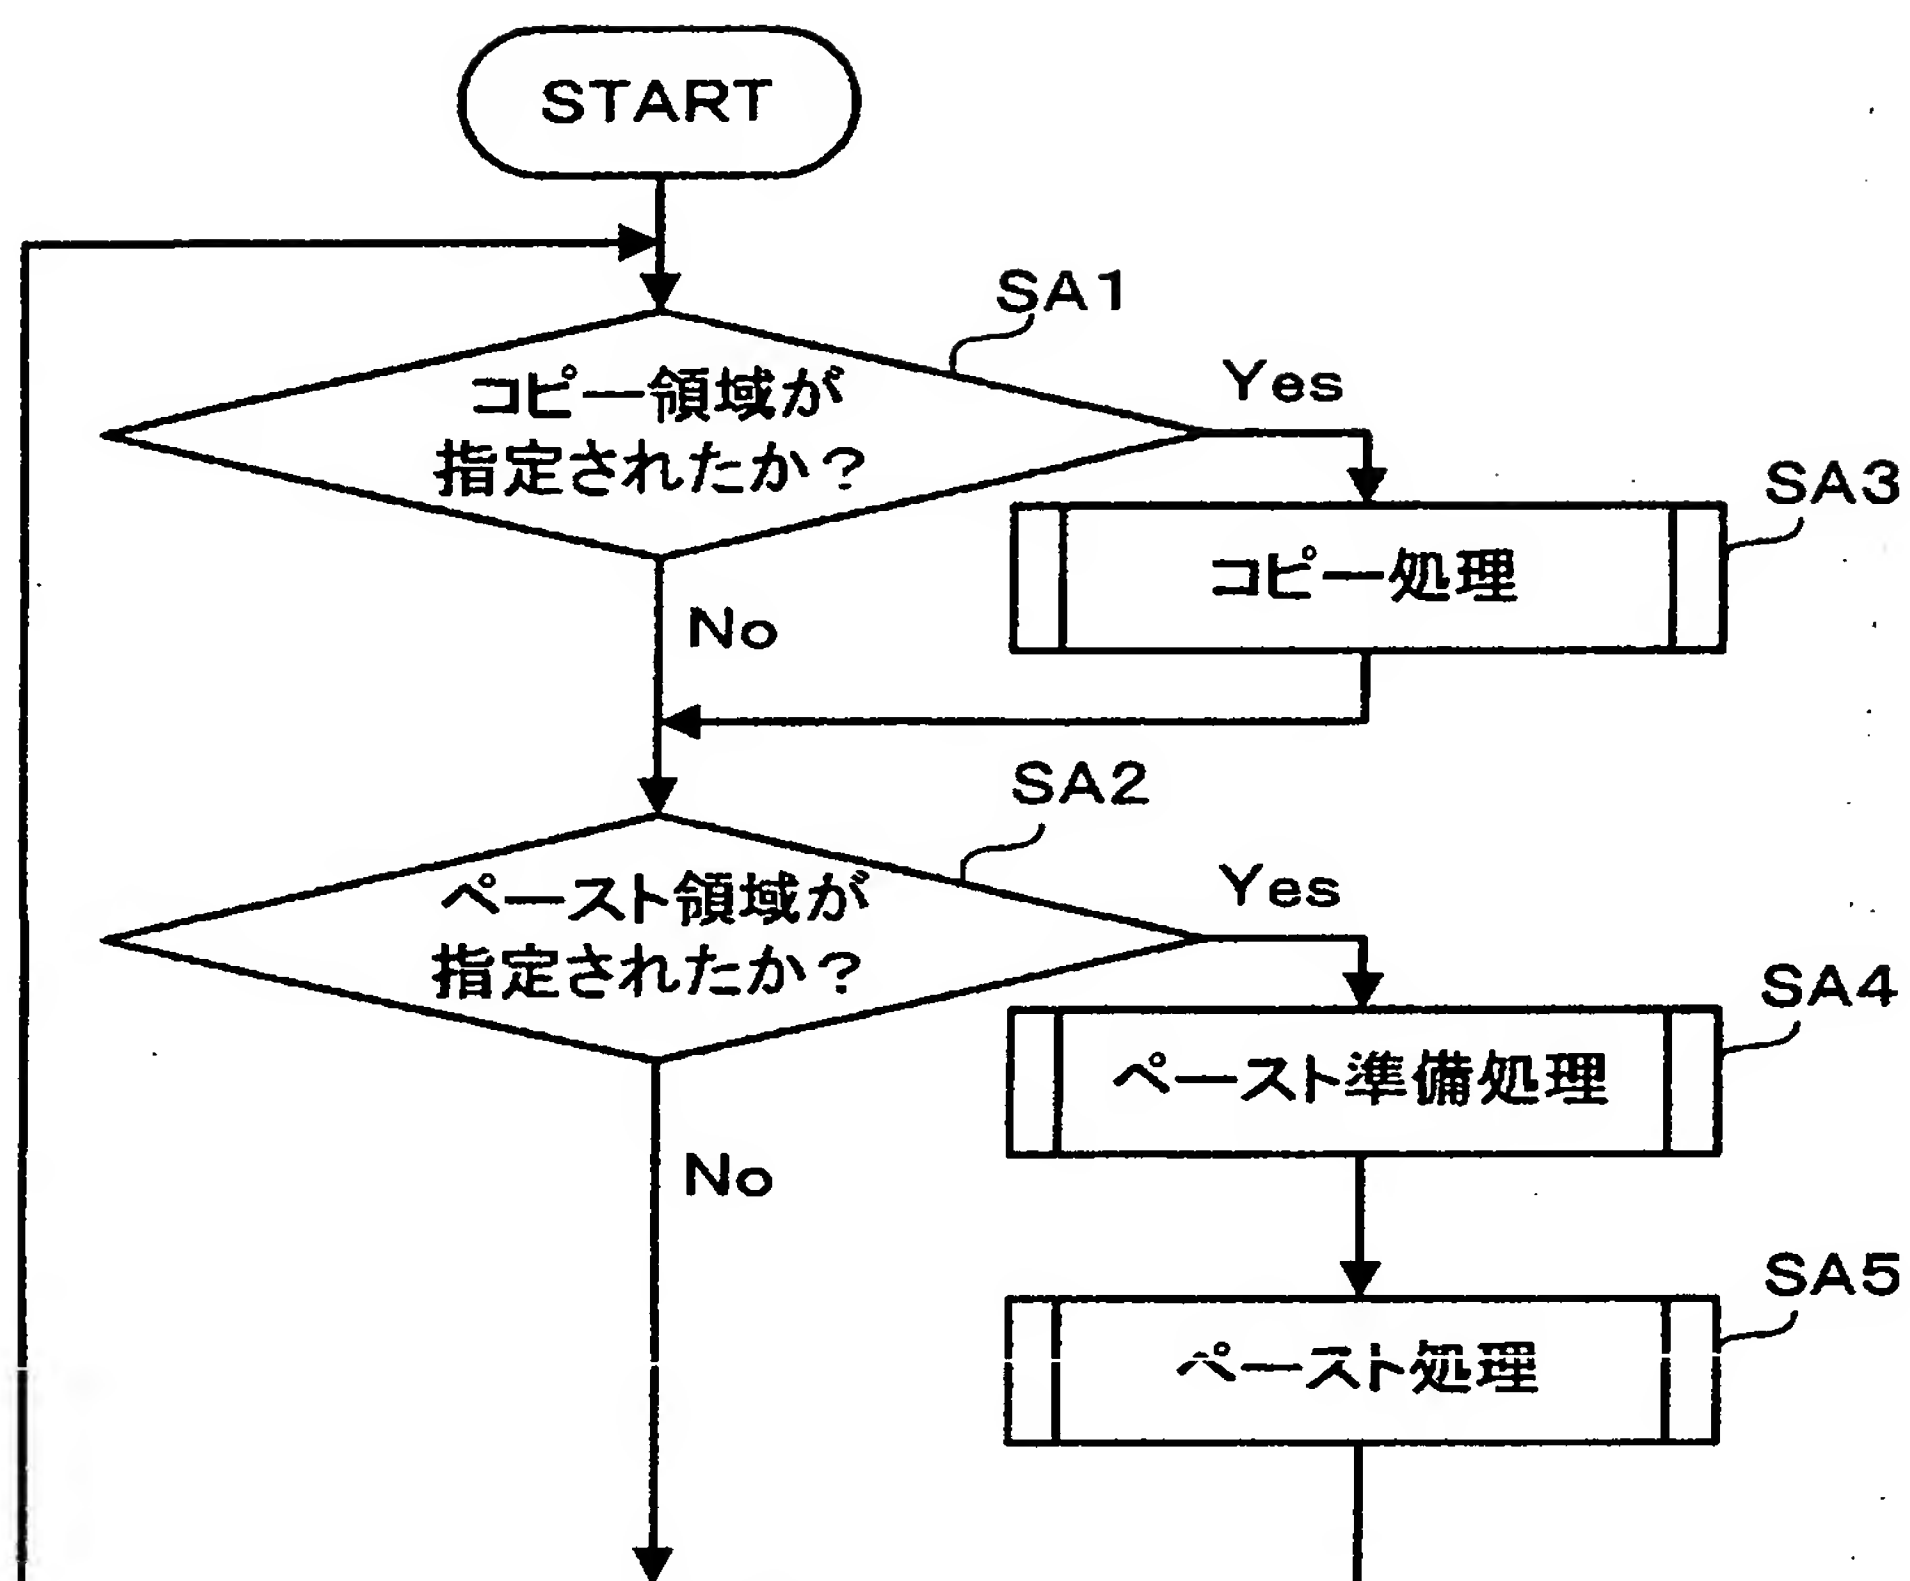 START
SA1
コピー領域が
指定されたか?
Yes
SA3
コピー処理
No
SA2
ペースト領域が
指定されたか?
Yes
SA4
ペースト準備処理
No
SA5
ペースト処理